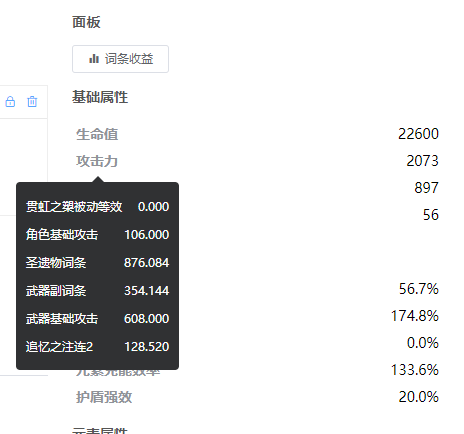 面板
词条收益
基础属性
生命值 22600
攻击力 2073
897
56
贯虹之槊被动等效 0.000
角色基础攻击 106.000
圣遗物词条 876.084
武器副词条 354.144
武器基础攻击 608.000
追忆之注连2 128.520
56.7%
174.8%
0.0%
元素充能效率 133.6%
护盾强效 20.0%
元素属性